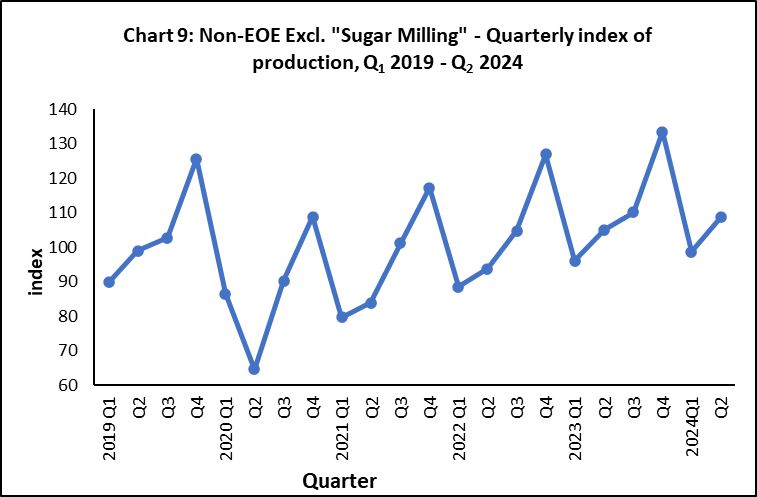 Chart 9: Non-EOE Excl. "Sugar Milling" - Quarterly index of
production, Q1 2019 - Q2 2024
index
140
130
120
110
100
90
80
70
60
2019 Q1
Q2
Q3
Q4
2020 Q1
Q2
Q3
Q4
2021 Q1
Q2
Q3
Q4
2022 Q1
Q2
Q3
Q4
2023 Q1
Q2
Q3
Q4
2024Q1
Q2
Quarter